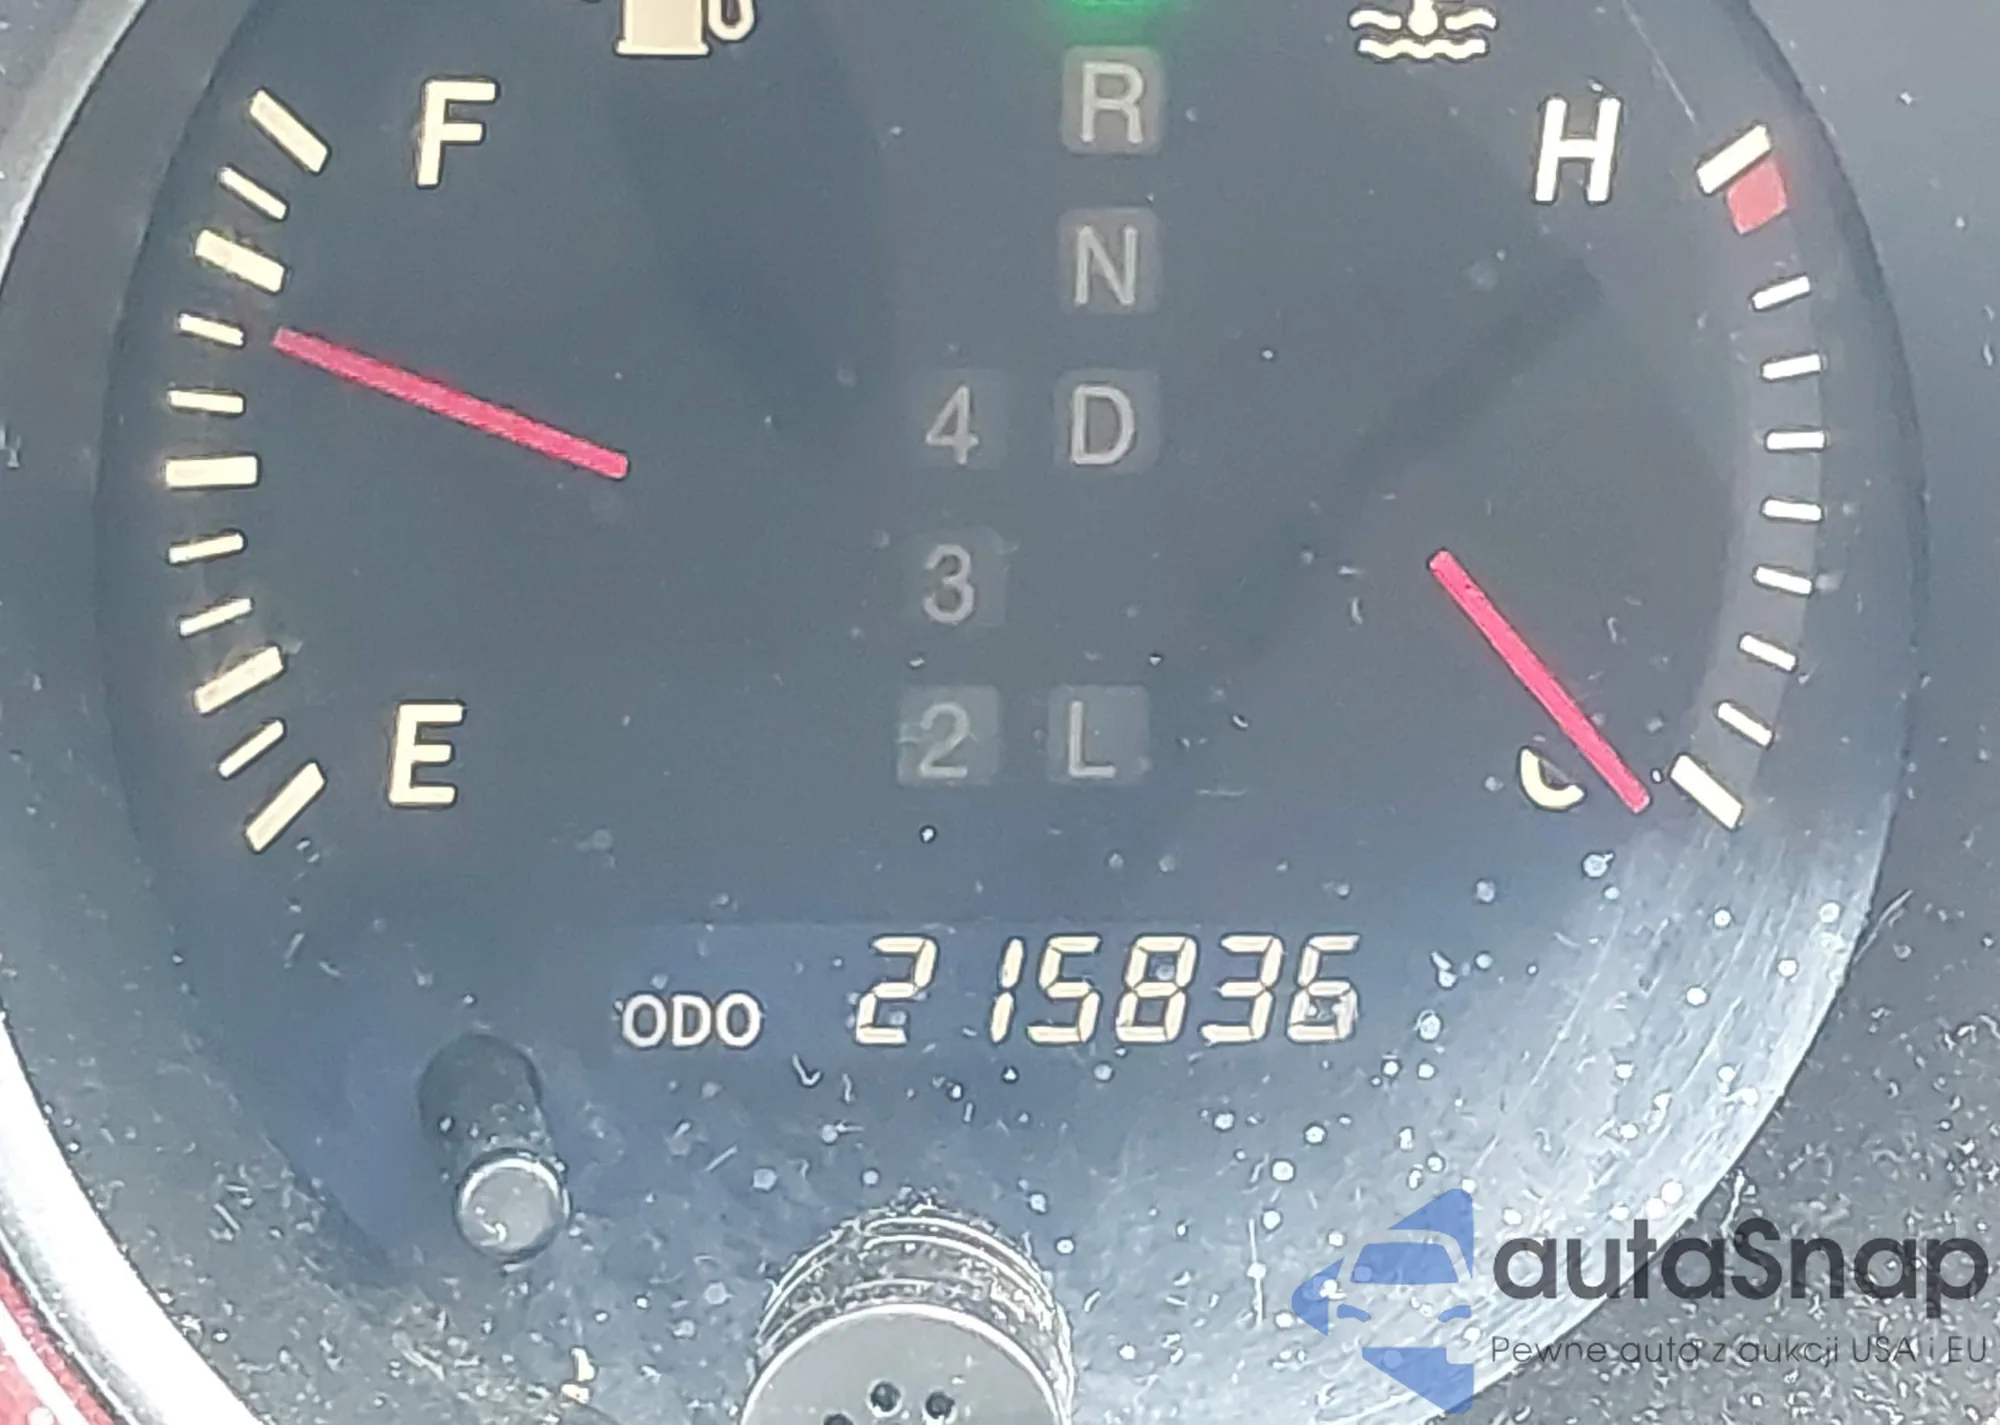 F
R
H
N
4 D
3
E
2 L
C
ODO 215836
autaSnap
Pewne auta z aukcji USA i EU